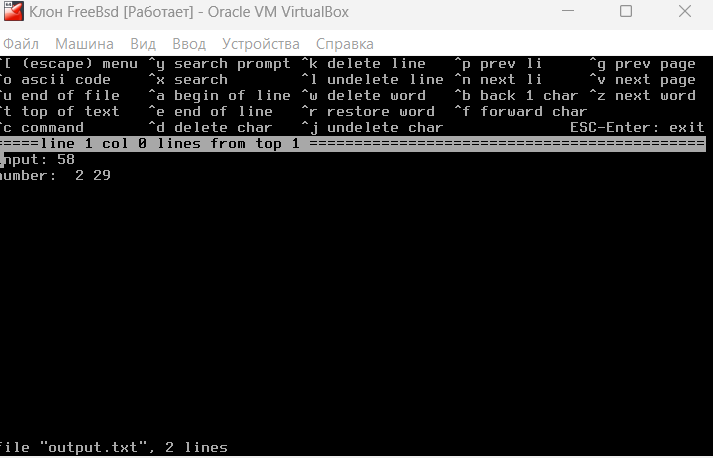 Клон FreeBsd [Работает] - Oracle VM VirtualBox
Файл Машина Вид Ввод Устройства Справка
^[ (escape) menu ^y search prompt ^k delete line ^p prev li ^g prev page
^o ascii code ^x search ^l undelete line ^n next li ^v next page
^u end of file ^a begin of line ^w delete word ^b back 1 char ^z next word
^t top of text ^e end of line ^r restore word ^f forward char
^c command ^d delete char ^j undelete char ESC-Enter: exit
=====line 1 col 0 lines from top 1 ============================================
input: 58
number: 2 29
file "output.txt", 2 lines